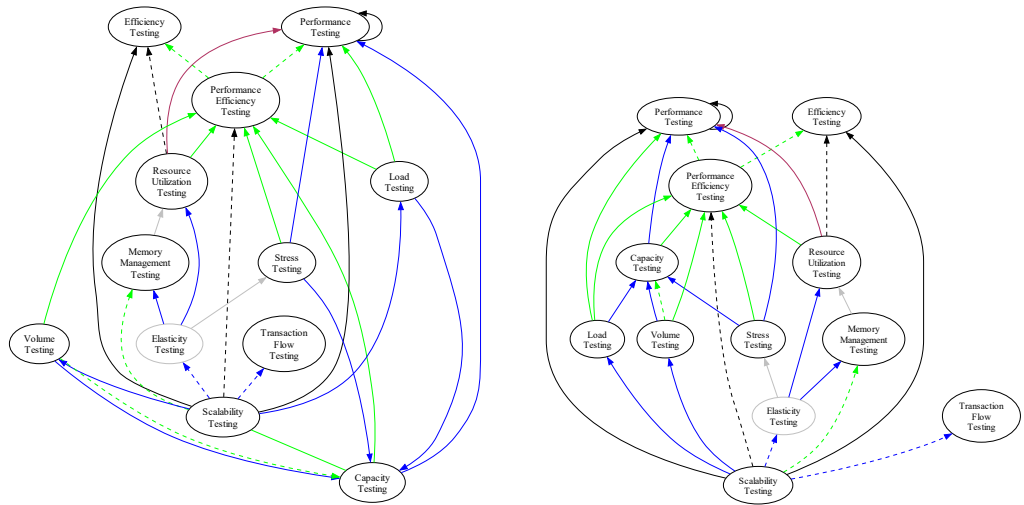 Efficiency
Testing
Performance
Testing
Performance
Efficiency
Testing
Resource
Utilization
Testing
Load
Testing
Memory
Management
Testing
Stress
Testing
Volume
Testing
Elasticity
Testing
Transaction
Flow
Testing
Scalability
Testing
Capacity
Testing
Performance
Testing
Efficiency
Testing
Performance
Efficiency
Testing
Capacity
Testing
Resource
Utilization
Testing
Load
Testing
Volume
Testing
Stress
Testing
Memory
Management
Testing
Elasticity
Testing
Transaction
Flow
Testing
Scalability
Testing